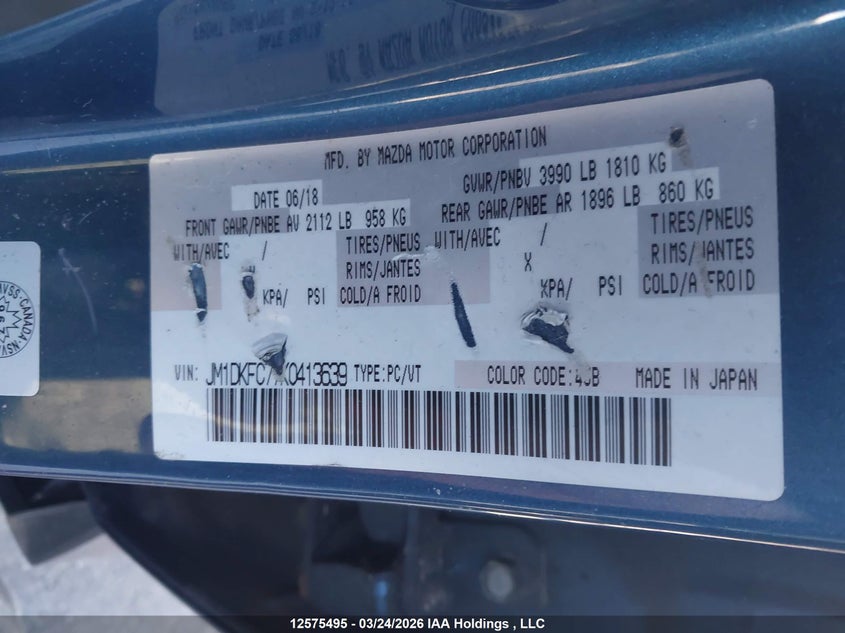 MFD. BY MAZDA MOTOR CORPORATION
DATE 06/18
GVWR/PNBV 3990 LB 1810 KG
FRONT GAWR/PNBE AV 2112 LB 958 KG
REAR GAWR/PNBE AR 1896 LB 860 KG
WITH/AVEC / TIRES/PNEUS WITH/AVEC / TIRES/PNEUS
RIMS/JANTES X RIMS/JANTES
KPA/ PSI COLD/A FROID KPA/ PSI COLD/A FROID
VIN: TYPE:PC/VT COLOR CODE: MADE IN JAPAN
CANADA
12575495 - 03/24/2026 IAA Holdings , LLC